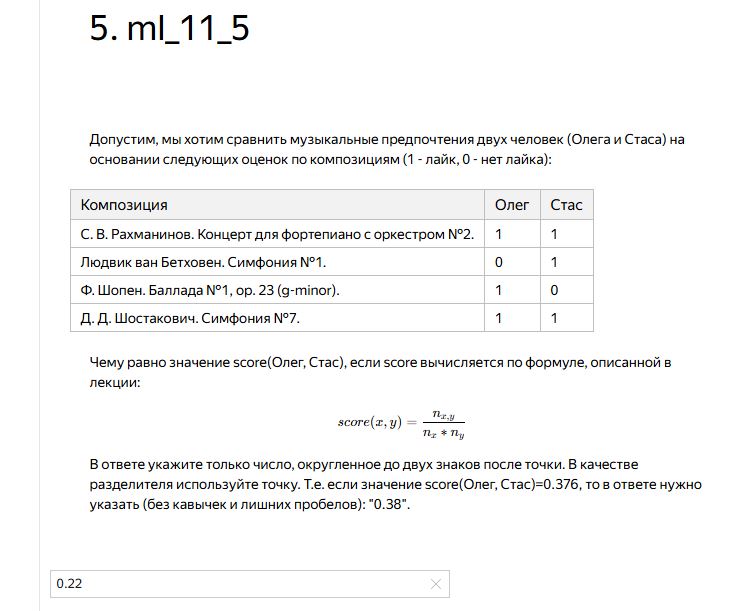 5. ml_11_5
Допустим, мы хотим сравнить музыкальные предпочтения двух человек (Олега и Стаса) на
основании следующих оценок по композициям (1 - лайк, 0 - нет лайка):
Композиция Олег Стас
С. В. Рахманинов. Концерт для фортепиано с оркестром №2. 1 1
Людвик ван Бетховен. Симфония №1. 0 1
Ф. Шопен. Баллада №1, op. 23 (g-minor). 1 0
Д. Д. Шостакович. Симфония №7. 1 1
Чему равно значение score(Олег, Стас), если score вычисляется по формуле, описанной в
лекции:
score(x, y) = n_{x,y} / (n_x * n_y)
В ответе укажите только число, округленное до двух знаков после точки. В качестве
разделителя используйте точку. Т.е. если значение score(Олег, Стас)=0.376, то в ответе нужно
указать (без кавычек и лишних пробелов): "0.38".
0.22